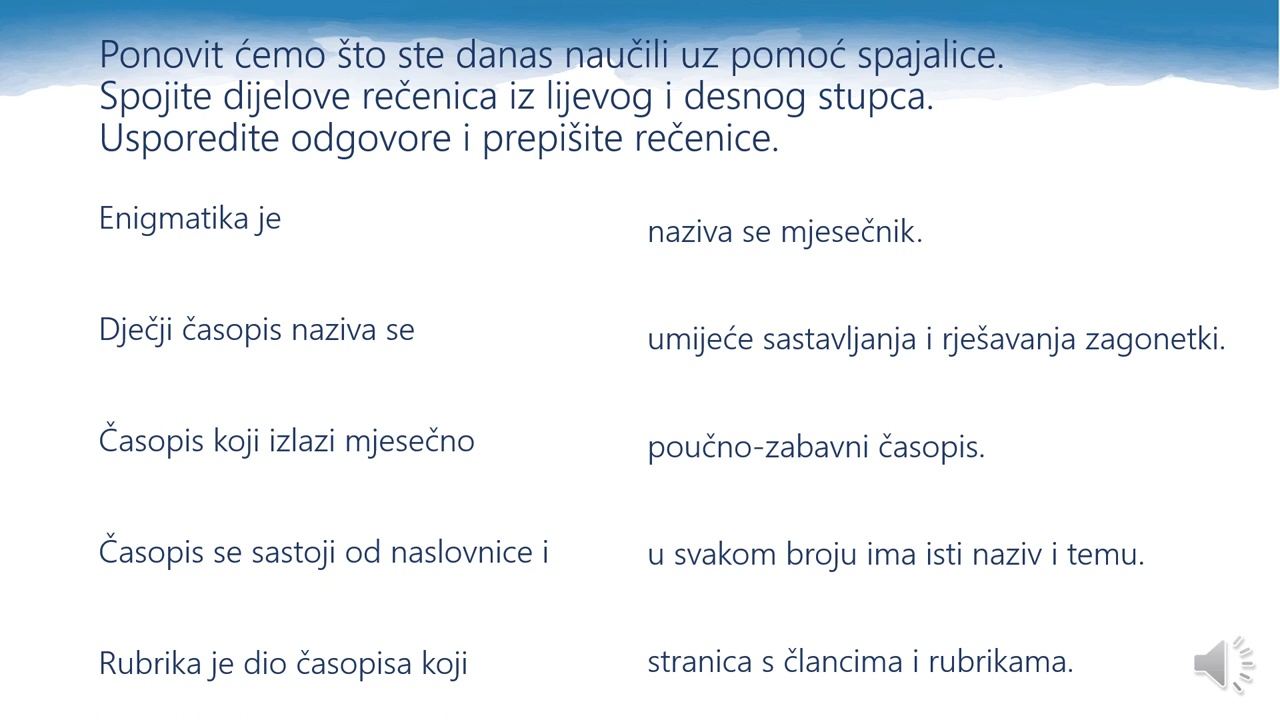 Ponovit ćemo što ste danas naučili uz pomoć spajalice.
Spojite dijelove rečenica iz lijevog i desnog stupca.
Usporedite odgovore i prepišite rečenice.
Enigmatika je
Dječji časopis naziva se
Časopis koji izlazi mjesečno
Časopis se sastoji od naslovnice i
Rubrika je dio časopisa koji
naziva se mjesečnik.
umijeće sastavljanja i rješavanja zagonetki.
poučno-zabavni časopis.
u svakom broju ima isti naziv i temu.
stranica s člancima i rubrikama.